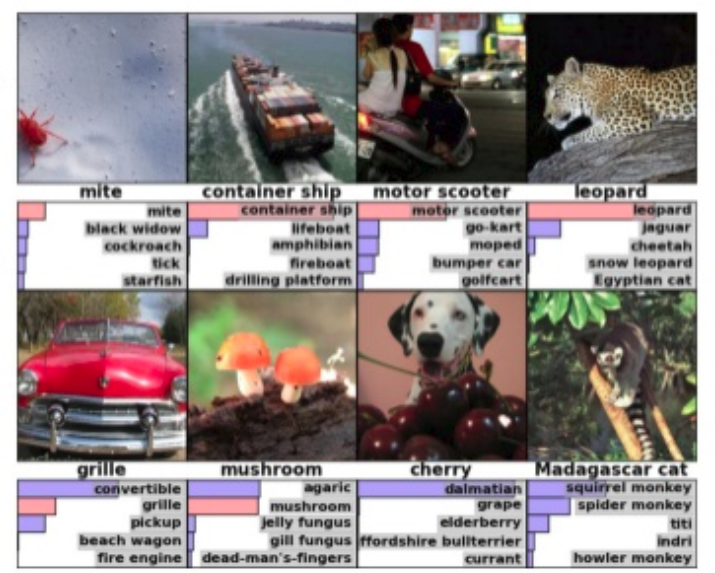 mite
container ship
motor scooter
leopard
mite
black widow
cockroach
tick
starfish
container ship
lifeboat
amphibian
fireboat
drilling platform
motor scooter
go-kart
moped
bumper car
golfcart
leopard
jaguar
cheetah
snow leopard
Egyptian cat
grille
mushroom
cherry
Madagascar cat
convertible
grille
pickup
beach wagon
fire engine
agaric
mushroom
jelly fungus
gill fungus
dead-man's-fingers
dalmatian
grape
elderberry
ffordshire bullterrier
currant
squirrel monkey
spider monkey
titi
indri
howler monkey